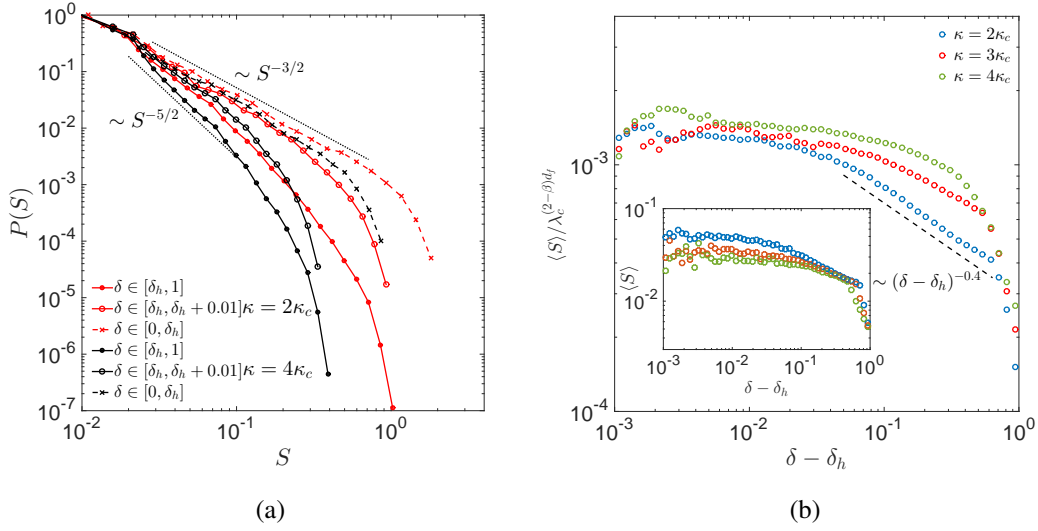 10^0
10^-1
10^-2
10^-3
10^-4
10^-5
10^-6
10^-7
P(S)
∼ S^{-3/2}
∼ S^{-5/2}
δ ∈ [δ_h, 1]
δ ∈ [δ_h, δ_h + 0.01] κ = 2κ_c
δ ∈ [0, δ_h]
δ ∈ [δ_h, 1]
δ ∈ [δ_h, δ_h + 0.01] κ = 4κ_c
δ ∈ [0, δ_h]
10^-2 10^-1 10^0
S
(a)
κ = 2κ_c
κ = 3κ_c
κ = 4κ_c
10^-3
10^-4
⟨S⟩/λ_c^{(2−β)d_f}
10^-1
10^-2
⟨S⟩
10^-3 10^-2 10^-1 10^0
δ − δ_h
∼ (δ − δ_h)^{−0.4}
10^-3 10^-2 10^-1 10^0
δ − δ_h
(b)